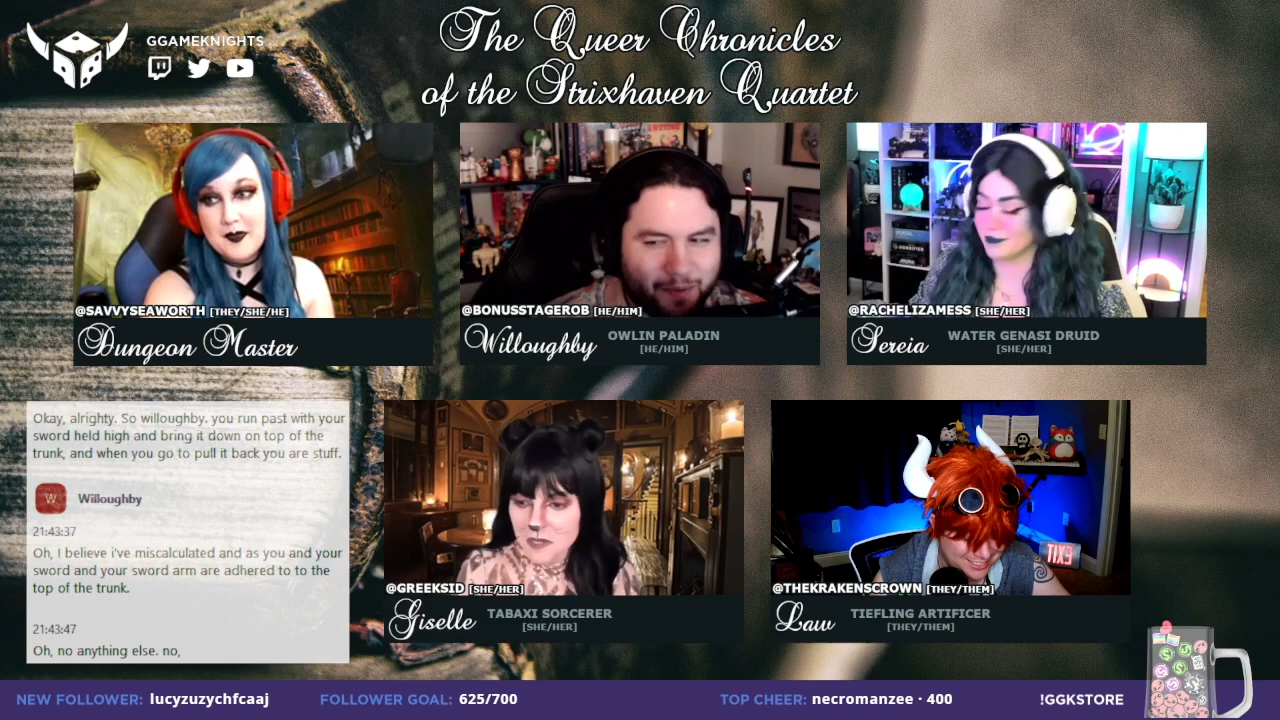 GGAMEKNIGHTS
The Queer Chronicles
of the Strixhaven Quartet
@SAVVYSEAWORTH [THEY/SHE/HE]
Dungeon Master
@BONUSSTAGEROB [HE/HIM]
Willoughby OWLIN PALADIN
[HE/HIM]
@RACHELIZAMESS [SHE/HER]
Sereia WATER GENASI DRUID
[SHE/HER]
Okay, alrighty. So willoughby. you run past with your
sword held high and bring it down on top of the
trunk, and when you go to pull it back you are stuff.
W Willoughby
21:43:37
Oh, I believe i've miscalculated and as you and your
sword and your sword arm are adhered to to the
top of the trunk.
21:43:47
Oh, no anything else. no,
@GREEKSID [SHE/HER]
Giselle TABAXI SORCERER
[SHE/HER]
EXIT
@THEKRAKENSCROWN [THEY/THEM]
Law TIEFLING ARTIFICER
[THEY/THEM]
NEW FOLLOWER: lucyzuzychfcaaj FOLLOWER GOAL: 625/700 TOP CHEER: necromanzee · 400 !GGKSTORE